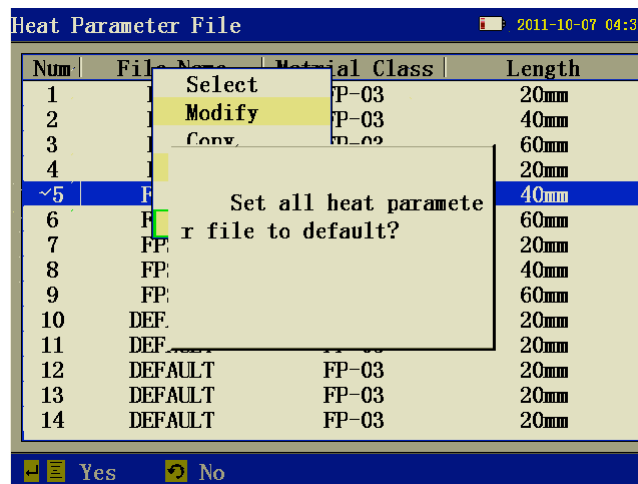 Heat Parameter File 2011-10-07 04:3
Num File Name Matrial Class Length
1 FP-03 20mm
2 FP-03 40mm
3 60mm
4 20mm
5 40mm
6 60mm
7 20mm
8 40mm
9 60mm
10 20mm
11 20mm
12 DEFAULT FP-03 20mm
13 DEFAULT FP-03 20mm
14 DEFAULT FP-03 20mm
Select
Modify
Set all heat paramete
r file to default?
Yes No